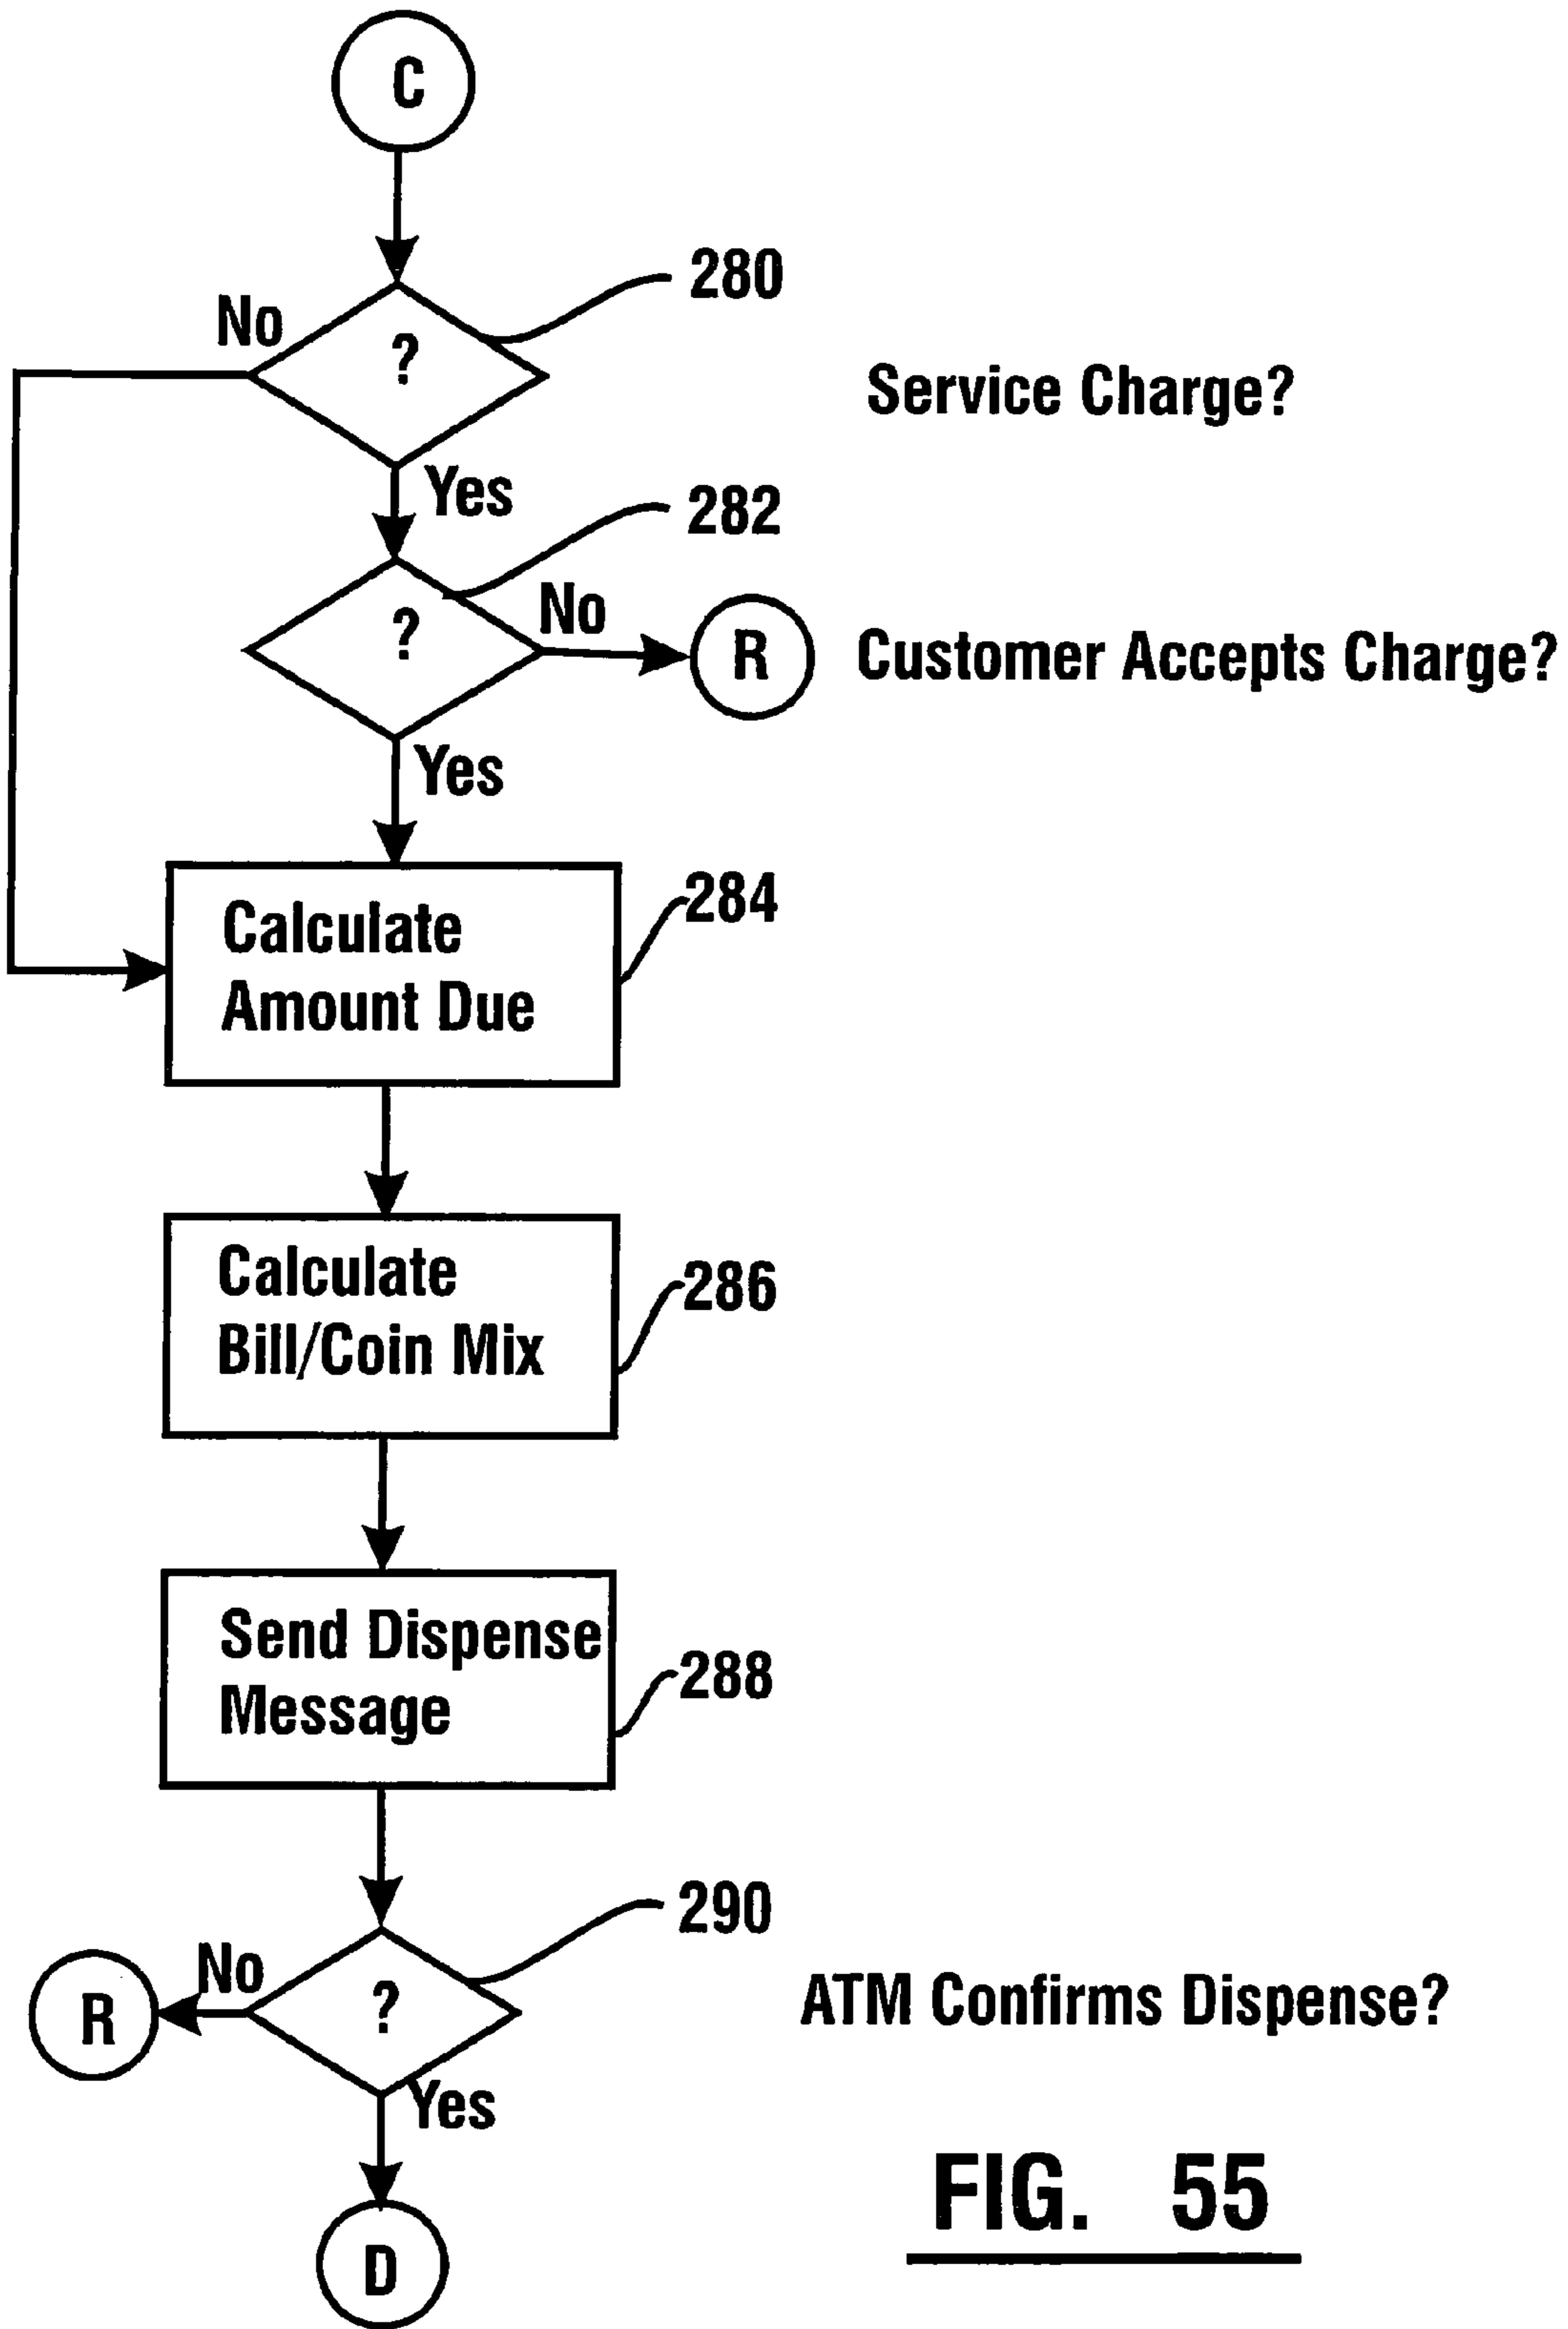 C
280
No
?
Service Charge?
Yes
282
No
?
R
Customer Accepts Charge?
Yes
284
Calculate
Amount Due
Calculate
286
Bill/Coin Mix
Send Dispense
288
Message
290
No
R
?
ATM Confirms Dispense?
Yes
FIG. 55
D